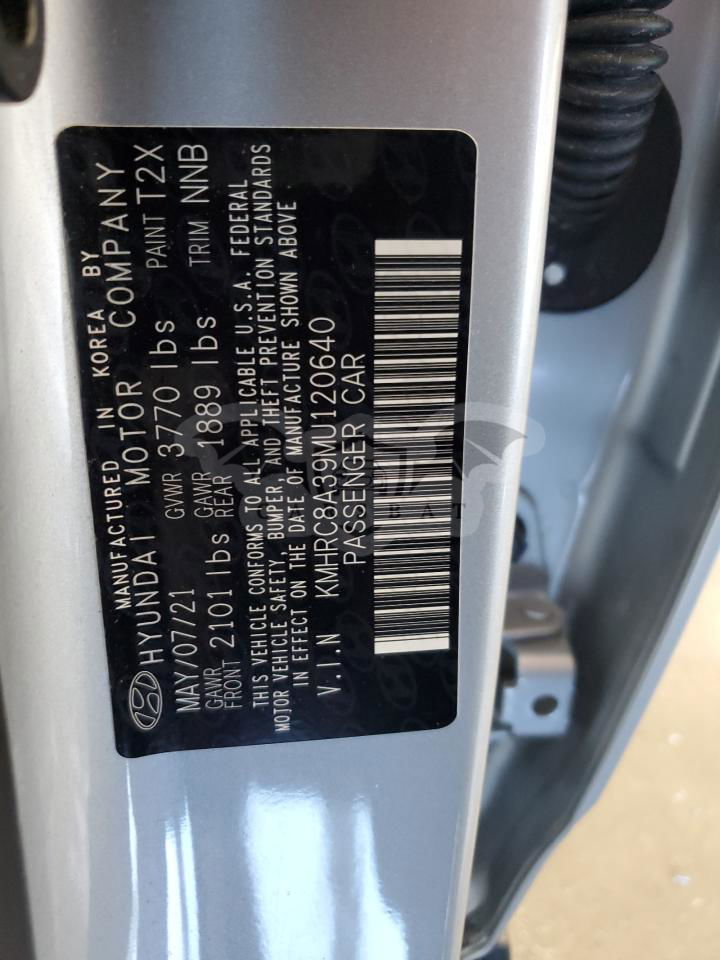 MANUFACTURED IN KOREA BY
HYUNDAI MOTOR COMPANY
MAY/07/21 GVWR 3770 lbs PAINT T2X
GAWR FRONT 2101 lbs GAWR REAR 1889 lbs TRIM NNB
THIS VEHICLE CONFORMS TO ALL APPLICABLE U.S.A. FEDERAL
MOTOR VEHICLE SAFETY, BUMPER, AND THEFT PREVENTION STANDARDS
IN EFFECT ON THE DATE OF MANUFACTURE SHOWN ABOVE
V.I.N KMHRC8A39MU120640
PASSENGER CAR